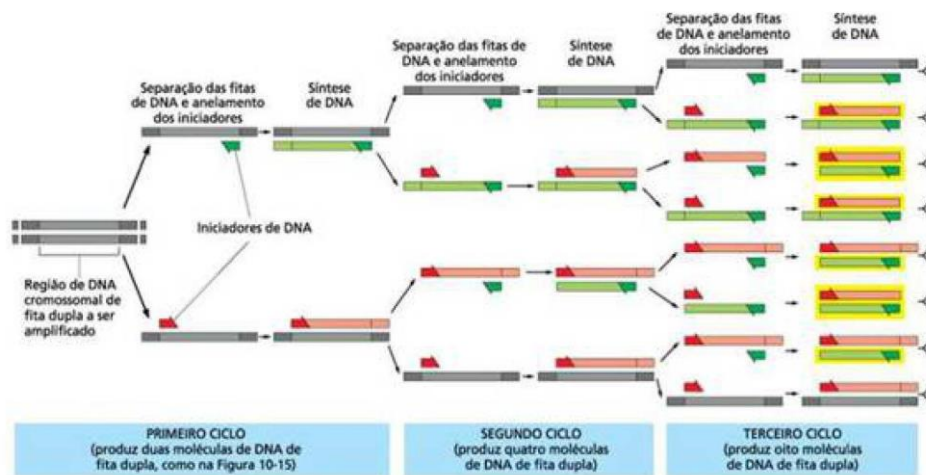 Separação das fitas
de DNA e anelamento
dos iniciadores
Síntese
de DNA
Separação das fitas de
DNA e anelamento
dos iniciadores
Síntese
de DNA
Separação das fitas
de DNA e anelamento
dos iniciadores
Síntese
de DNA
Iniciadores de DNA
Região de DNA
cromossomal de
fita dupla a ser
amplificado
PRIMEIRO CICLO
(produz duas moléculas de DNA de
fita dupla, como na Figura 10-15)
SEGUNDO CICLO
(produz quatro moléculas
de DNA de fita dupla)
TERCEIRO CICLO
(produz oito moléculas
de DNA de fita dupla)